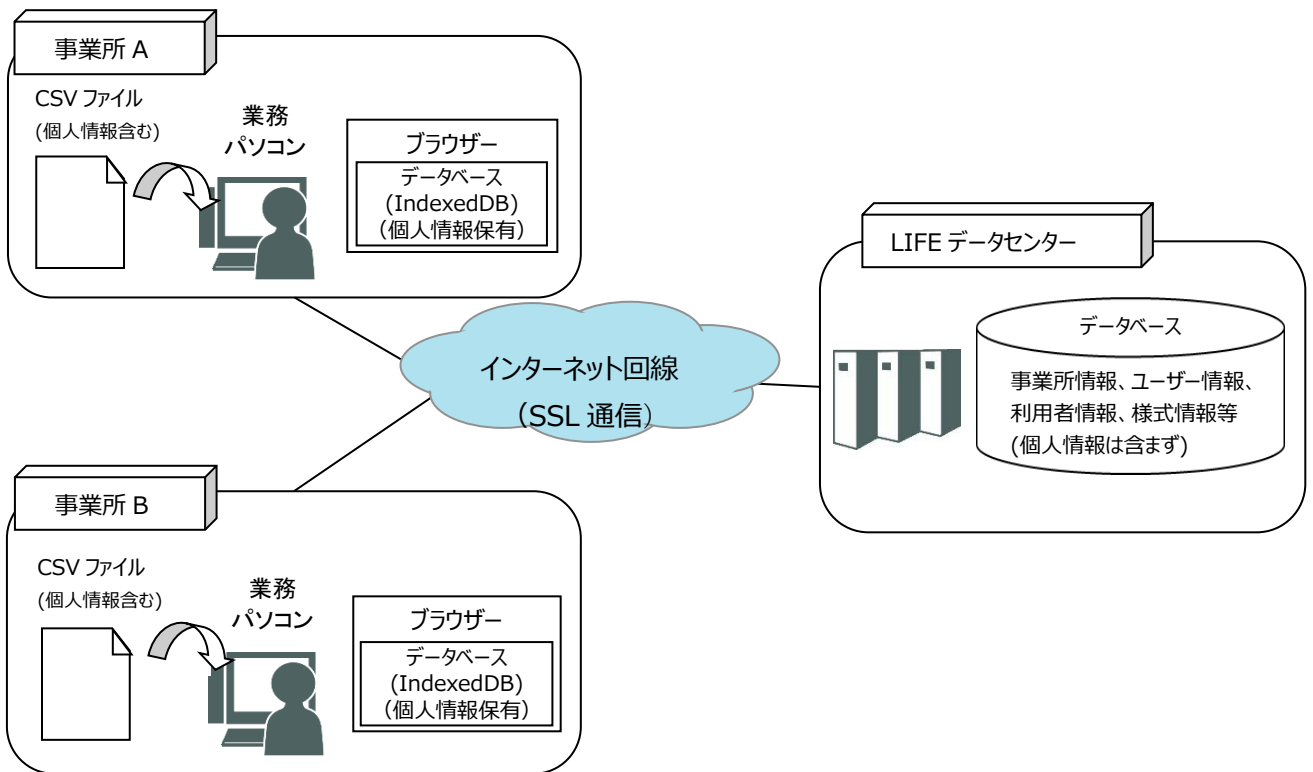 事業所 A
CSV ファイル
(個人情報含む)
業務
パソコン
ブラウザー
データベース
(IndexedDB)
(個人情報保有)
インターネット回線
(SSL 通信)
LIFE データセンター
データベース
事業所情報、ユーザー情報、
利用者情報、様式情報等
(個人情報は含まず)
事業所 B
CSV ファイル
(個人情報含む)
業務
パソコン
ブラウザー
データベース
(IndexedDB)
(個人情報保有)